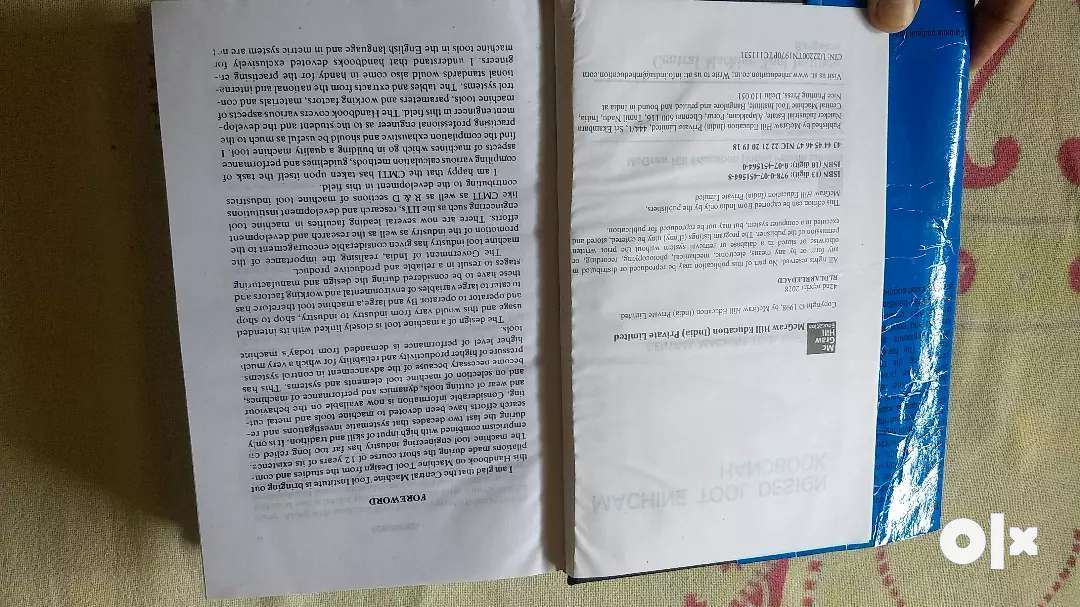 Mc
Graw
Hill
Education
McGraw Hill Education (India) Private Limited
Copyright © 1998, by McGraw Hill Education (India) Private Limited.
42nd reprint 2018
All rights reserved. No part of this publication may be reproduced or distributed in
any form or by any means, electronic, mechanical, photocopying, recording, or
otherwise or stored in a database or retrieval system without the prior written
permission of the publishers. The program listings (if any) may be entered, stored and
executed in a computer system, but may not be reproduced for publication.
This edition can be exported from India only by the publishers,
McGraw Hill Education (India) Private Limited
ISBN (13 digit): 978-0-07-451564-8
ISBN (10 digit): 0-07-451564-0
43 44 45 46 47 NIC 22 21 20 19 18
Published by McGraw Hill Education (India) Private Limited, 444/1, Sri Ekambara
Naicker Industrial Estate, Alapakkam, Porur, Chennai 600 116, Tamil Nadu, India,
Central Machine Tool Institute, Bangalore and printed and bound in India at
Nice Printing Press, Delhi 110 051
Visit us at: www.mheducation.co.in, Write to us at: info.india@mheducation.com
CIN: U22200TN1970PTC111531
MACHINE TOOL DESIGN
HANDBOOK
FOREWORD
I am glad that the Central Machine Tool Institute is bringing out
this Handbook on Machine Tool Design from the studies and com-
pilations made during the short course of 12 years of its existence.
The machine tool engineering industry has far too long relied on
empiricism combined with high input of skill and tradition. It is only
during the last two decades that systematic investigations and re-
search efforts have been devoted to machine tools and metal cut-
ting. Considerable information is now available on the behaviour
and wear of cutting tools, dynamics and performance of machines,
and on selection of machine tool elements and systems. This has
become necessary because of the advancement in control systems,
pressure of higher productivity and reliability for which a very much
higher level of performance is demanded from today's machine
tools.
The design of a machine tool is closely linked with its intended
usage and this would vary from industry to industry, shop to shop
and operator to operator. By and large a machine tool therefore has
to cater to large variables of environmental and working factors and
these have to be considered during the design and manufacturing
stages to result in a reliable and productive product.
The Government of India, realising the importance of the
machine tool industry has given considerable encouragement to the
promotion of the industry as well as the research and development
efforts. There are now several leading faculties in machine tool
engineering such as the IITs, research and development institutions
like CMTI as well as R & D sections of machine tool industries
contributing to the development in this field.
I am happy that the CMTI has taken upon itself the task of
compiling various calculation methods, guidelines and performance
aspects of machines which go in building a quality machine tool. I
find the compilation exhaustive and should be useful as much to the
practising professional engineer as to the student and the develop-
ment engineer in this field. The Handbook covers various aspects of
machine tools, parameters and working factors, materials and con-
trol systems. The tables and extracts from the national and interna-
tional standards would also come in handy for the practising en-
gineers. I understand that handbooks devoted exclusively for
machine tools in the English language and in metric system are not
OLX